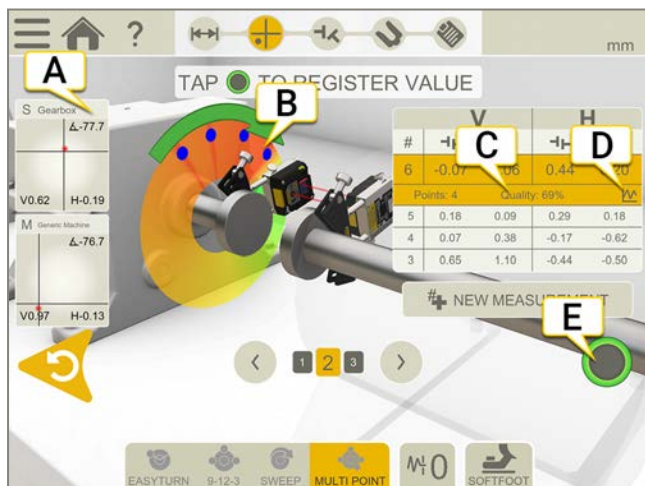 ?
mm
A
TAP TO REGISTER VALUE
S Gearbox
∡-77.7
V0.62 H-0.19
B
V H
#
C
D
6 -0.07 0.44
Points: 4 Quality: 69%
5 0.18 0.09 0.29 0.18
4 0.07 0.38 -0.17 -0.62
3 0.65 1.10 -0.44 -0.50
M Generic Machine
∡-76.7
V0.97 H-0.13
# NEW MEASUREMENT
E
1 2 3
EASYTURN 9-12-3 SWEEP MULTI POINT 0 SOFTFOOT